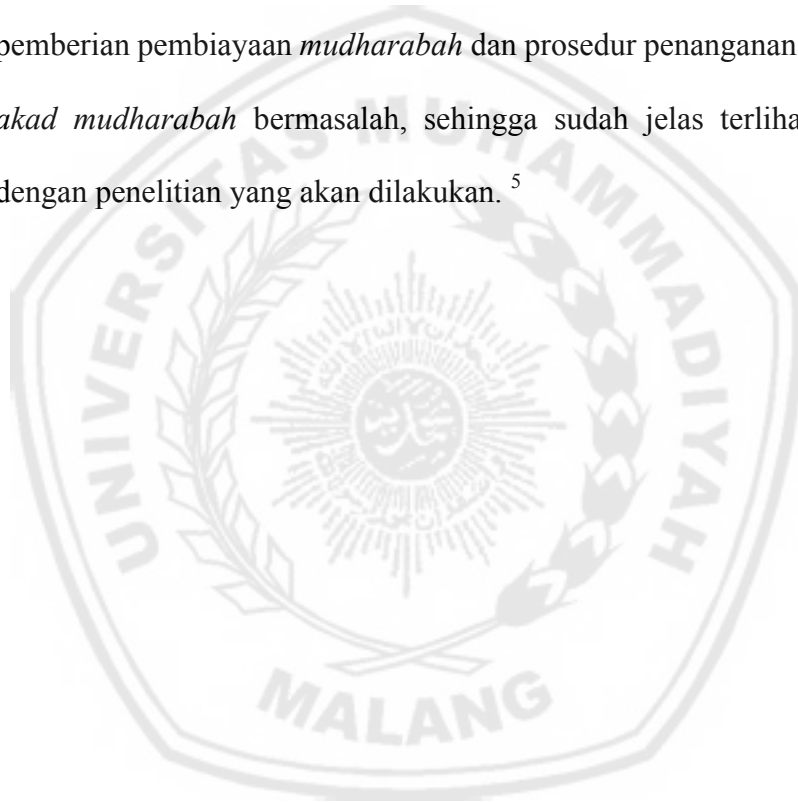 pemberian pembiayaan mudharabah dan prosedur penanganan
akad mudharabah bermasalah, sehingga sudah jelas terliha
dengan penelitian yang akan dilakukan. 5
UNIVERSITAS MUHAMMADIYAH
MALANG